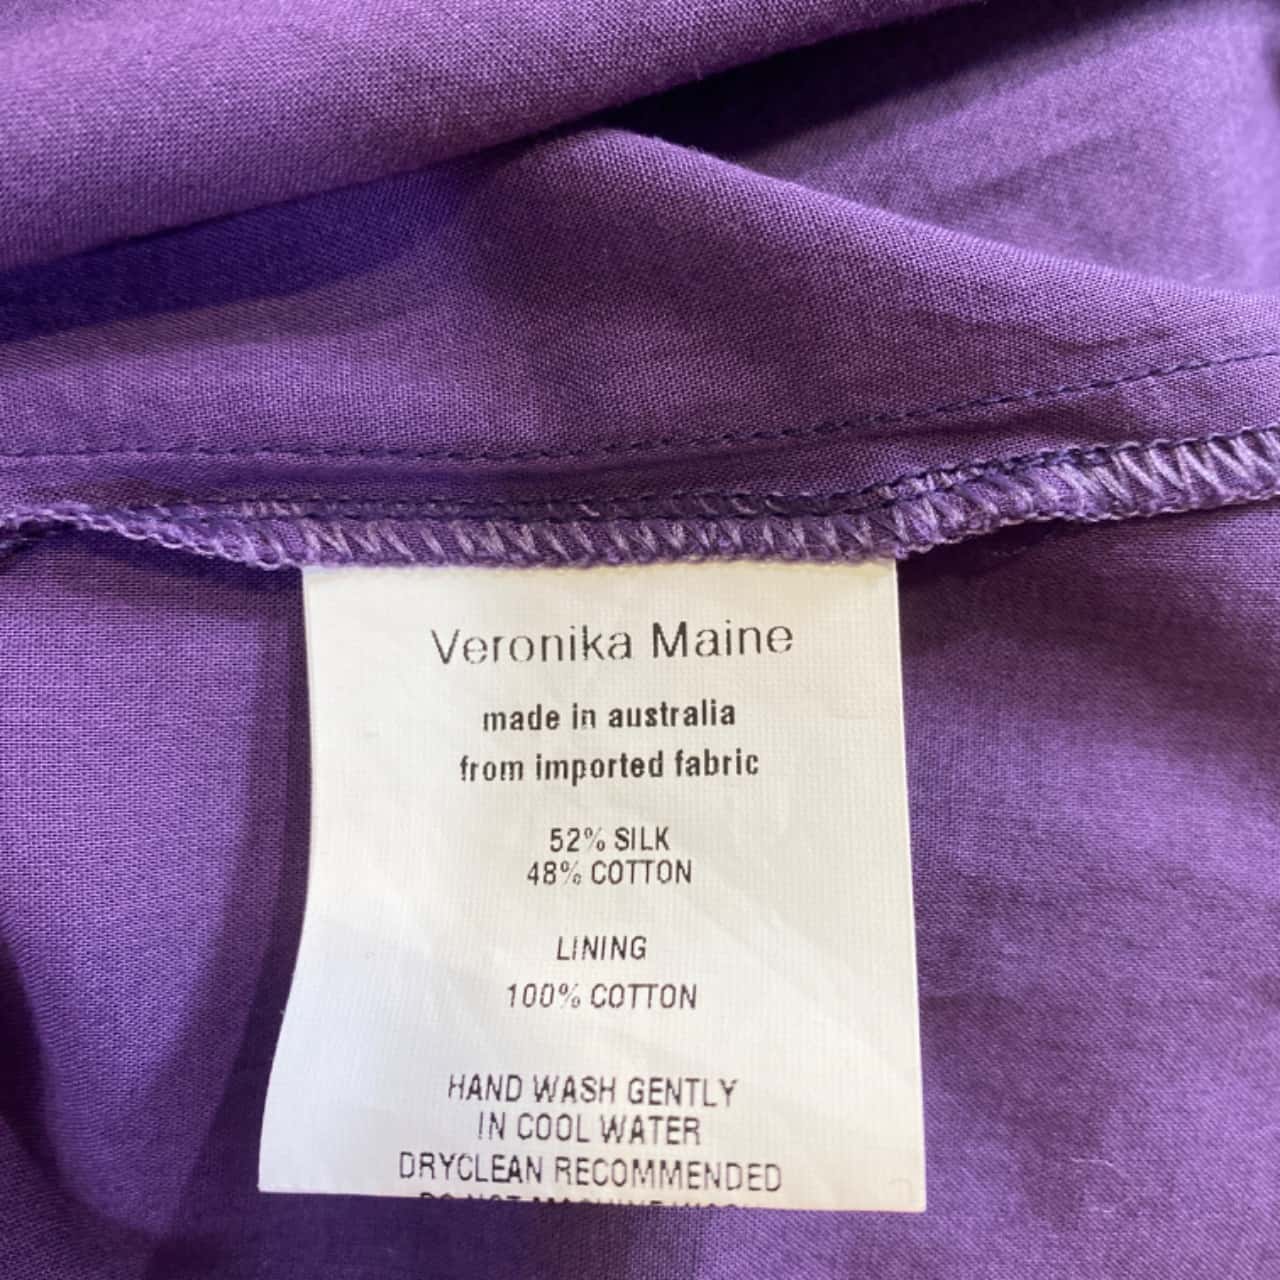 Veronika Maine
made in australia
from imported fabric
52% SILK
48% COTTON
LINING
100% COTTON
HAND WASH GENTLY
IN COOL WATER
DRYCLEAN RECOMMENDED